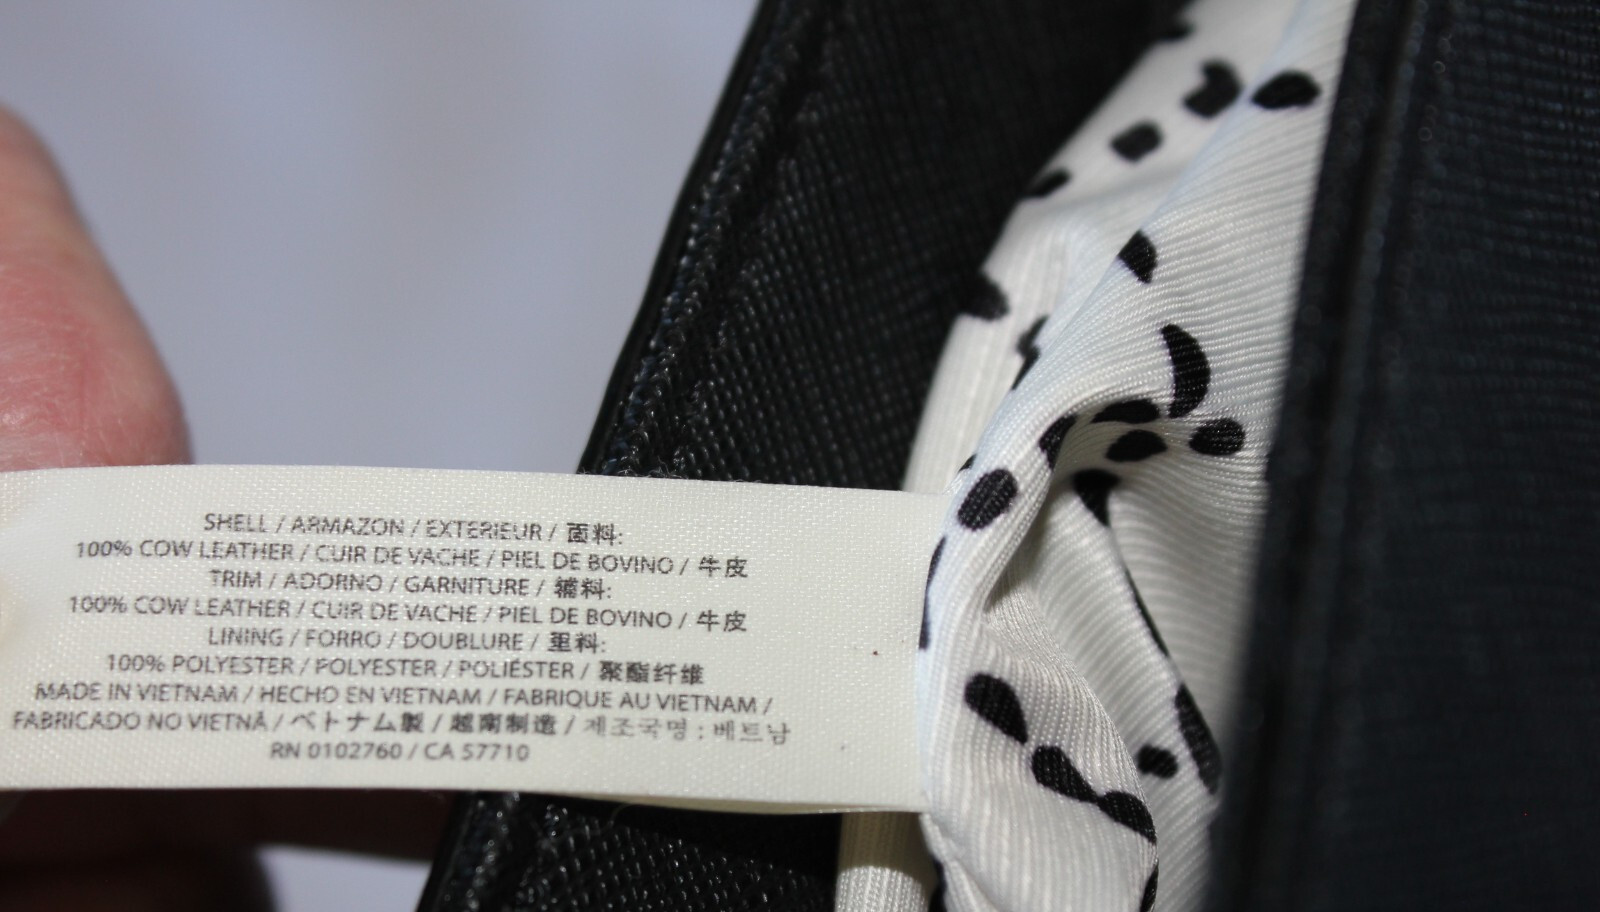 SHELL / ARMAZON / EXTERIEUR / 面料:
100% COW LEATHER / CUIR DE VACHE / PIEL DE BOVINO / 牛皮
TRIM / ADORNO / GARNITURE / 辅料:
100% COW LEATHER / CUIR DE VACHE / PIEL DE BOVINO / 牛皮
LINING / FORRO / DOUBLURE / 里料:
100% POLYESTER / POLYESTER / POLIÉSTER / 聚酯纤维
MADE IN VIETNAM / HECHO EN VIETNAM / FABRIQUE AU VIETNAM /
FABRICADO NO VIETNÃ / ベトナム製 / 越南制造 / 제조국명 : 베트남
RN 0102760 / CA 57710